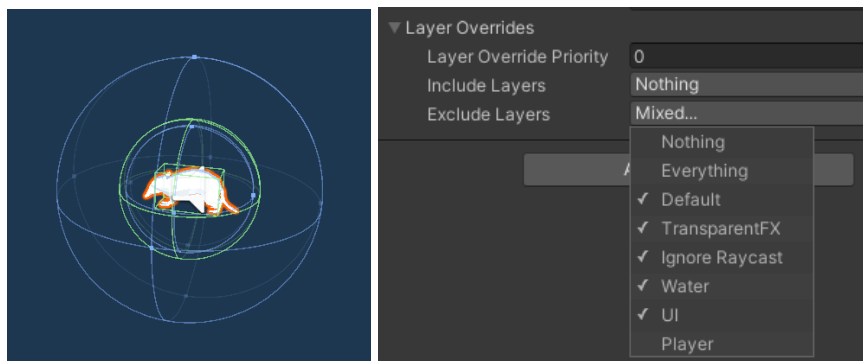 Layer Overrides
Layer Override Priority 0
Include Layers Nothing
Exclude Layers Mixed...
Nothing
Everything
✓ Default
✓ TransparentFX
✓ Ignore Raycast
✓ Water
✓ UI
Player